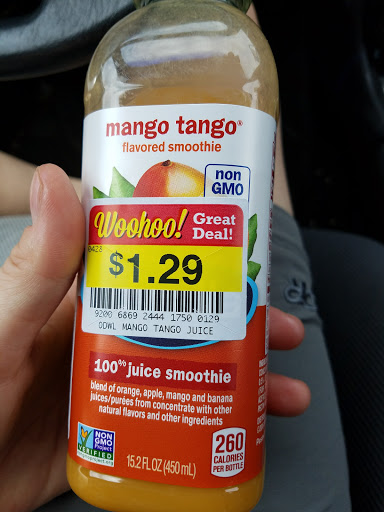 mango tango®
flavored smoothie
non
GMO
Woohoo! Great
Deal!
$1.29
9200 6869 2444 1750 0129
ODWL MANGO TANGO JUICE
100% juice smoothie
blend of orange, apple, mango and banana
juices/purées from concentrate with other
natural flavors and other ingredients
NON
GMO
Project
VERIFIED
15.2 FL OZ (450 mL)
260
CALORIES
PER BOTTLE